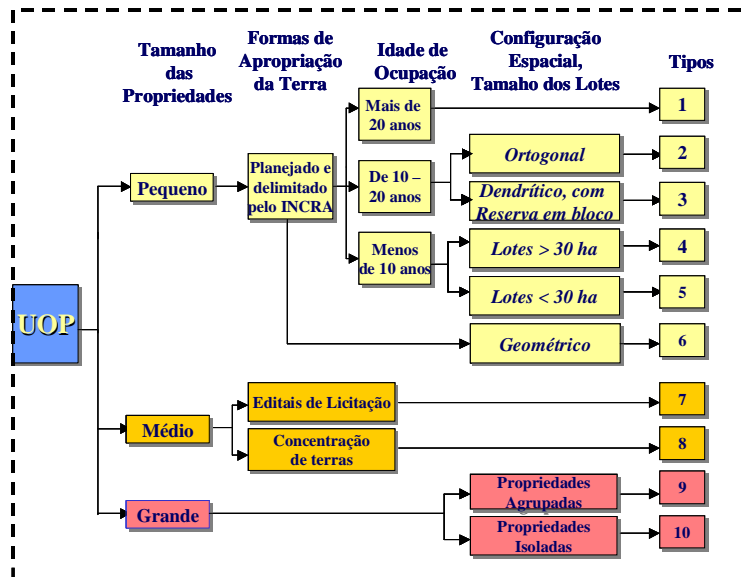 Tamanho
das
Propriedades
Formas de
Apropriação
da Terra
Idade de
Ocupação
Configuração
Espacial,
Tamaho dos Lotes
Tipos
UOP
Pequeno
Planejado e
delimitado
pelo INCRA
Mais de
20 anos
1
De 10 –
20 anos
Ortogonal
2
Dendrítico, com
Reserva em bloco
3
Menos
de 10 anos
Lotes > 30 ha
4
Lotes < 30 ha
5
Geométrico
6
Médio
Editais de Licitação
7
Concentração
de terras
8
Grande
Propriedades
Agrupadas
9
Propriedades
Isoladas
10